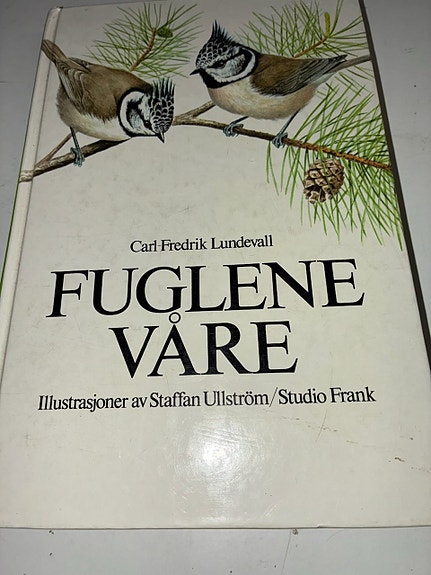 Carl-Fredrik Lundevall
FUGLENE
VÅRE
Illustrasjoner av Staffan Ullström/Studio Frank